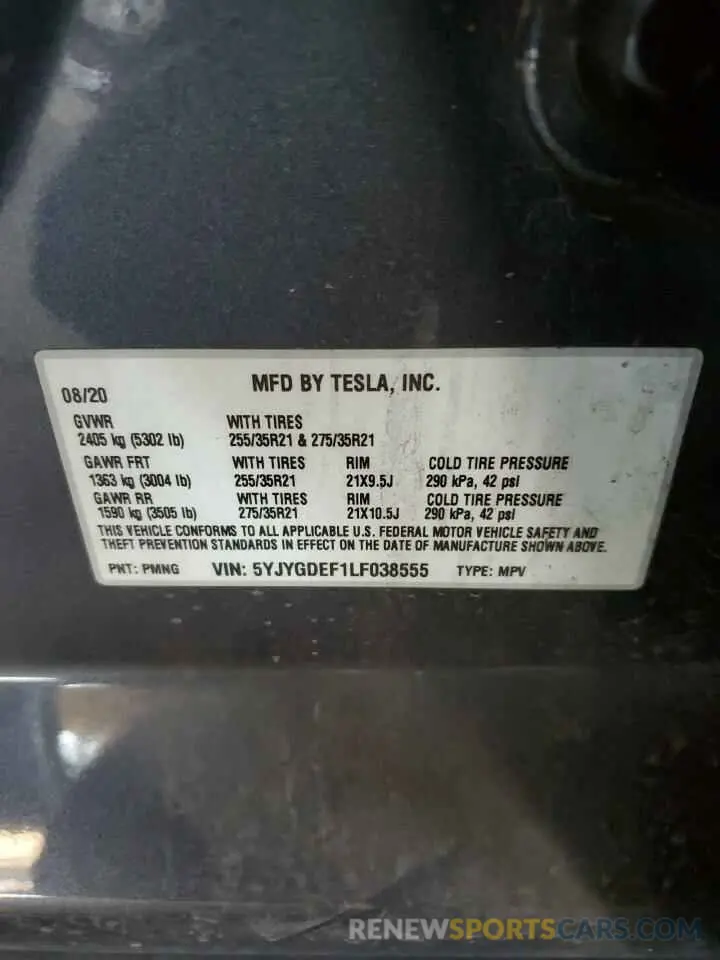 MFD BY TESLA, INC.
08/20
GVWR WITH TIRES
2405 kg (5302 lb) 255/35R21 & 275/35R21
GAWR FRT WITH TIRES RIM COLD TIRE PRESSURE
1363 kg (3004 lb) 255/35R21 21X9.5J 290 kPa, 42 psi
GAWR RR WITH TIRES RIM COLD TIRE PRESSURE
1590 kg (3505 lb) 275/35R21 21X10.5J 290 kPa, 42 psi
THIS VEHICLE CONFORMS TO ALL APPLICABLE U.S. FEDERAL MOTOR VEHICLE SAFETY AND
THEFT PREVENTION STANDARDS IN EFFECT ON THE DATE OF MANUFACTURE SHOWN ABOVE.
PNT: PMNG VIN: 5YJYGDEF1LF038555 TYPE: MPV
RENEWSPORTSCARS.COM